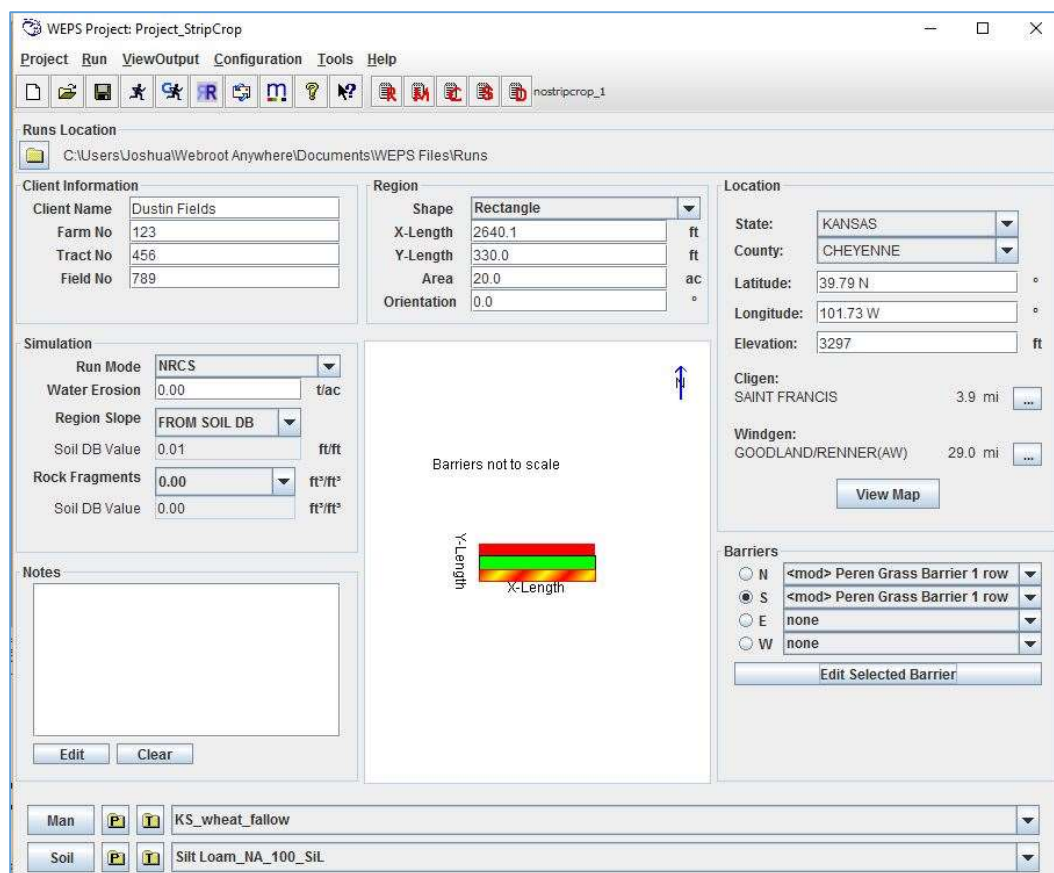 WEPS Project: Project_StripCrop
Project Run ViewOutput Configuration Tools Help
R m ? ? R M C S D nostripcrop_1
Runs Location
C:\Users\Joshua\Webroot Anywhere\Documents\WEPS Files\Runs
Client Information
Client Name Dustin Fields
Farm No 123
Tract No 456
Field No 789
Region
Shape Rectangle
X-Length 2640.1 ft
Y-Length 330.0 ft
Area 20.0 ac
Orientation 0.0 °
Location
State: KANSAS
County: CHEYENNE
Latitude: 39.79 N °
Longitude: 101.73 W °
Elevation: 3297 ft
Cligen:
SAINT FRANCIS 3.9 mi ...
Windgen:
GOODLAND/RENNER(AW) 29.0 mi ...
View Map
Simulation
Run Mode NRCS
Water Erosion 0.00 t/ac
Region Slope FROM SOIL DB
Soil DB Value 0.01 ft/ft
Rock Fragments 0.00 ft³/ft³
Soil DB Value 0.00 ft³/ft³
N
Barriers not to scale
Y-Length
X-Length
Barriers
N <mod> Peren Grass Barrier 1 row
S <mod> Peren Grass Barrier 1 row
E none
W none
Edit Selected Barrier
Notes
Edit Clear
Man P T KS_wheat_fallow
Soil P T Silt Loam_NA_100_SiL